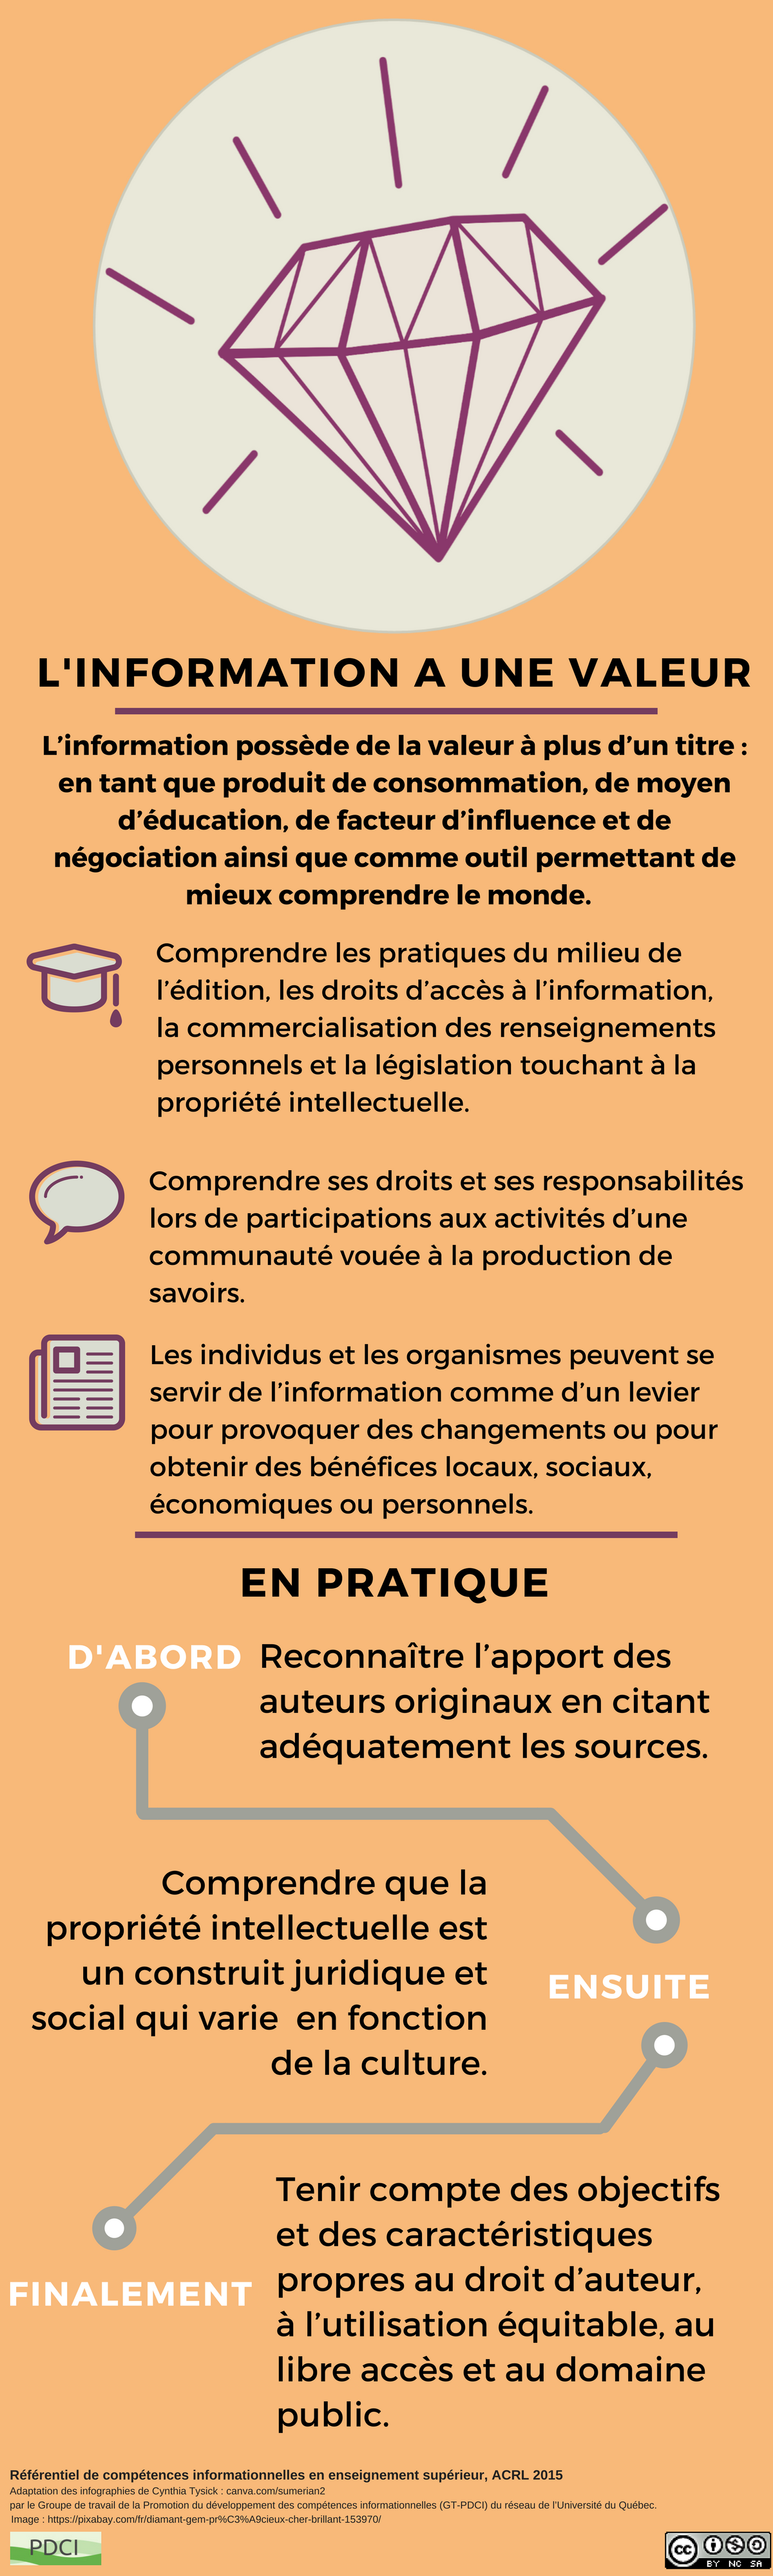 L'INFORMATION A UNE VALEUR
L’information possède de la valeur à plus d’un titre :
en tant que produit de consommation, de moyen
d’éducation, de facteur d’influence et de
négociation ainsi que comme outil permettant de
mieux comprendre le monde.
Comprendre les pratiques du milieu de
l’édition, les droits d’accès à l’information,
la commercialisation des renseignements
personnels et la législation touchant à la
propriété intellectuelle.
Comprendre ses droits et ses responsabilités
lors de participations aux activités d’une
communauté vouée à la production de
savoirs.
Les individus et les organismes peuvent se
servir de l’information comme d’un levier
pour provoquer des changements ou pour
obtenir des bénéfices locaux, sociaux,
économiques ou personnels.
EN PRATIQUE
D'ABORD
Reconnaître l’apport des
auteurs originaux en citant
adéquatement les sources.
Comprendre que la
propriété intellectuelle est
un construit juridique et
social qui varie  en fonction
de la culture.
ENSUITE
FINALEMENT
Tenir compte des objectifs
et des caractéristiques
propres au droit d’auteur,
à l’utilisation équitable, au
libre accès et au domaine
public.
Référentiel de compétences informationnelles en enseignement supérieur, ACRL 2015
Adaptation des infographies de Cynthia Tysick : canva.com/sumerian2
par le Groupe de travail de la Promotion du développement des compétences informationnelles (GT-PDCI) du réseau de l’Université du Québec.
Image : https://pixabay.com/fr/diamant-gem-pr%C3%A9cieux-cher-brillant-153970/
PDCI
cc
BY NC SA